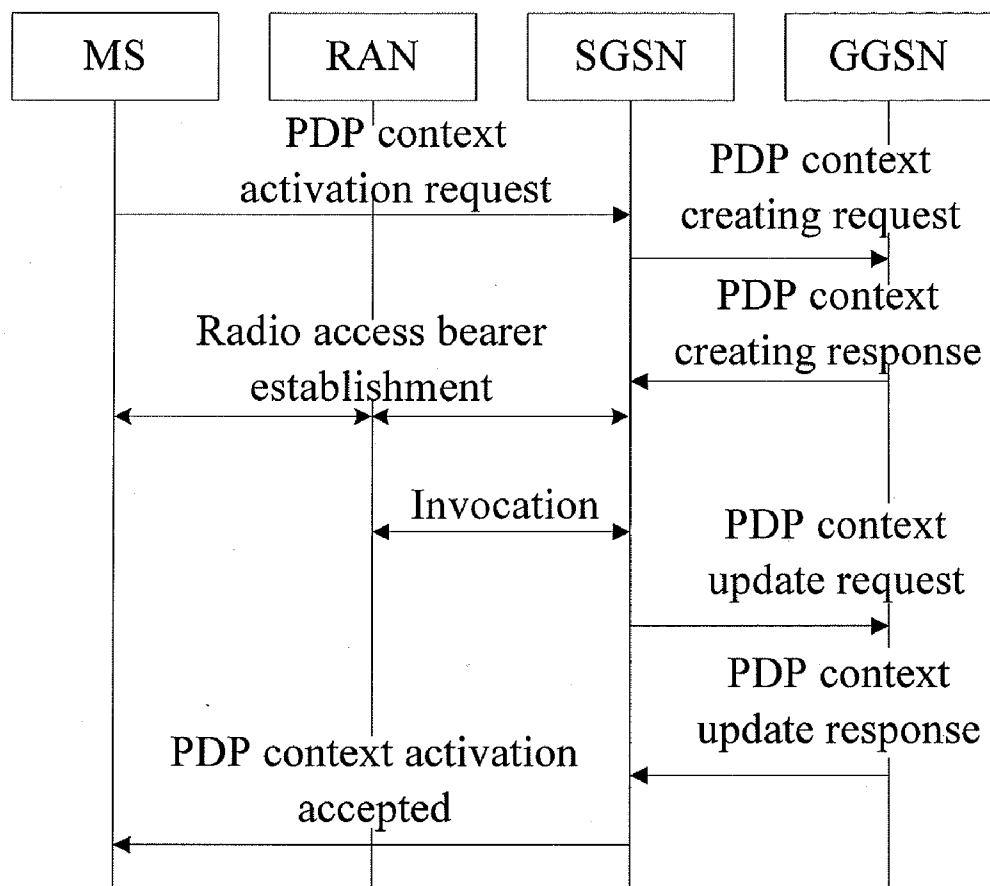 MS
RAN
SGSN
GGSN
PDP context
activation request
PDP context
creating request
PDP context
creating response
Radio access bearer
establishment
Invocation
PDP context
update request
PDP context
update response
PDP context activation
accepted